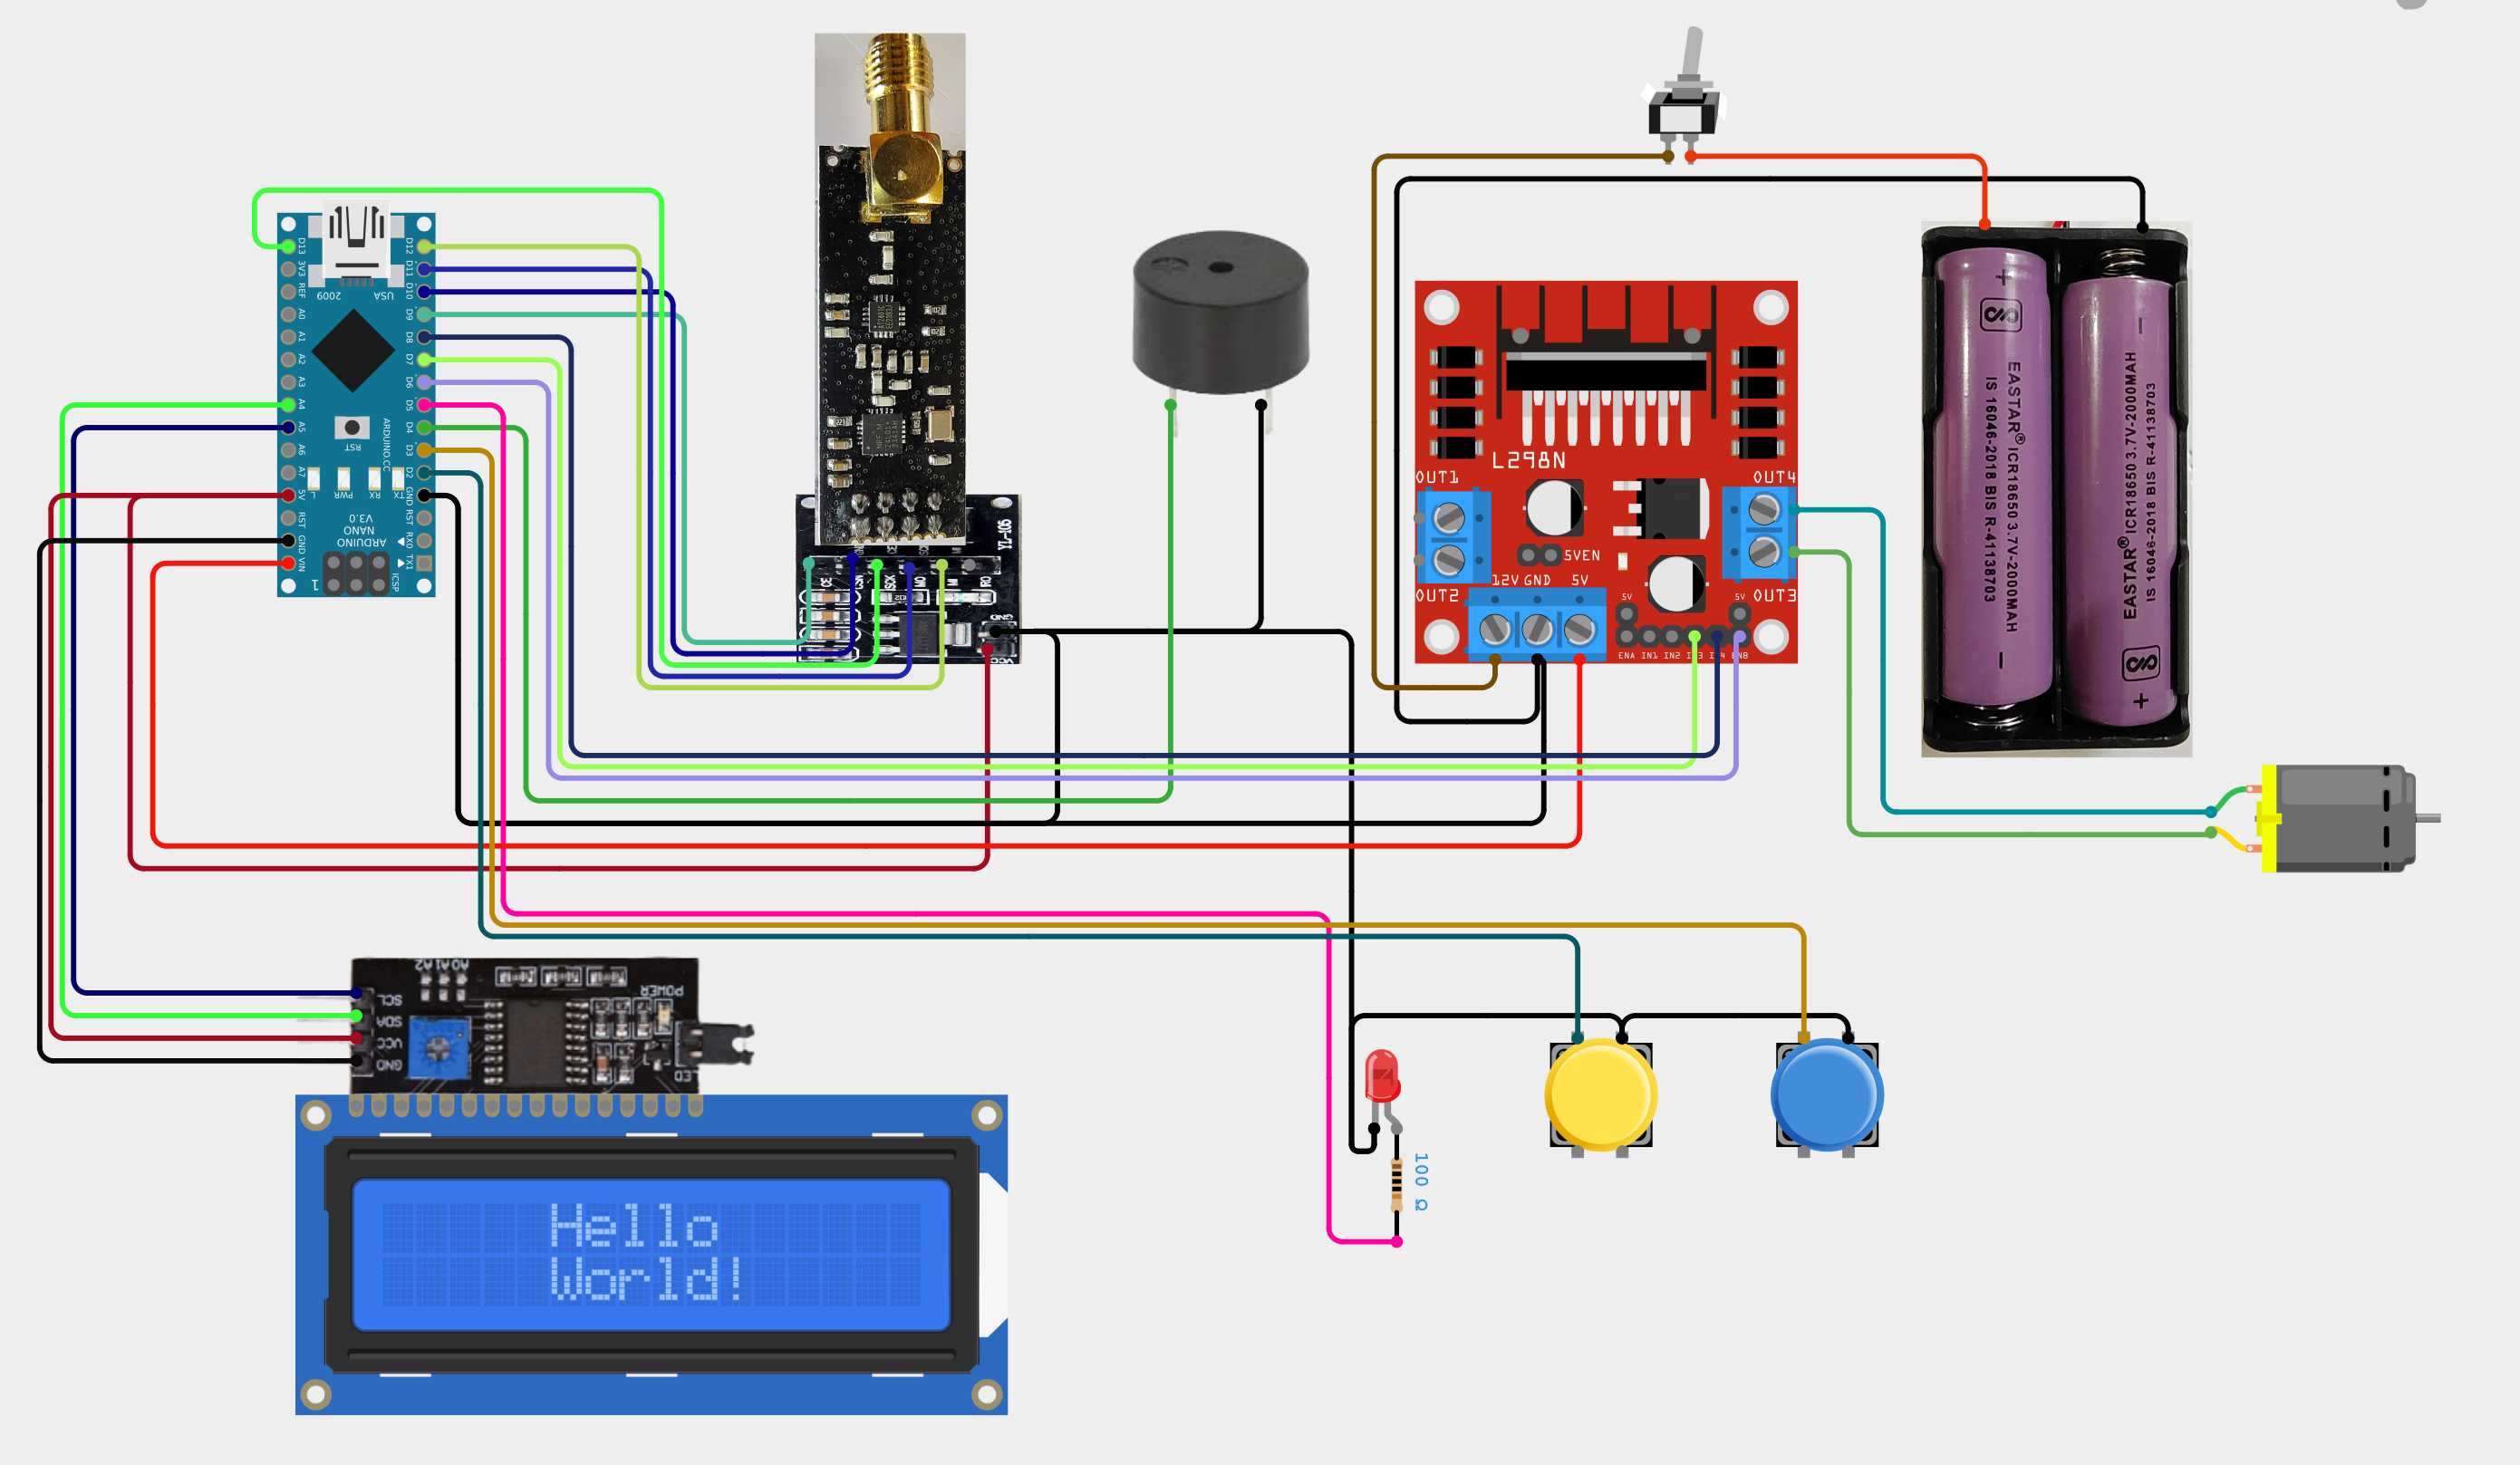 D13
3V3
REF
A0
A1
A2
A3
A4
A5
A6
A7
5V
RST
GND
VIN
D12
D11
D10
D9
D8
D7
D6
D5
D4
D3
D2
GND
RST
RX0
TX1
2009
USA
RST
ARDUINO.CC
L
PWR
RX
TX
ARDUINO
NANO
V3.0
1
ICSP
YL-105
CE
CSN
SCK
MO
MI
IRQ
GND
VCC
L298N
OUT1
OUT2
OUT4
OUT3
5VEN
12V GND 5V
5V
5V
ENA IN1 IN2 IN3 IN4 ENB
+
EASTAR® ICR18650 3.7V-2000MAH
IS 16046-2018 BIS R-41138703
−
−
EASTAR® ICR18650 3.7V-2000MAH
IS 16046-2018 BIS R-41138703
+
A0 A1 A2
POWER
SCL
SDA
VCC
GND
LED
Hello
World!
100 Ω